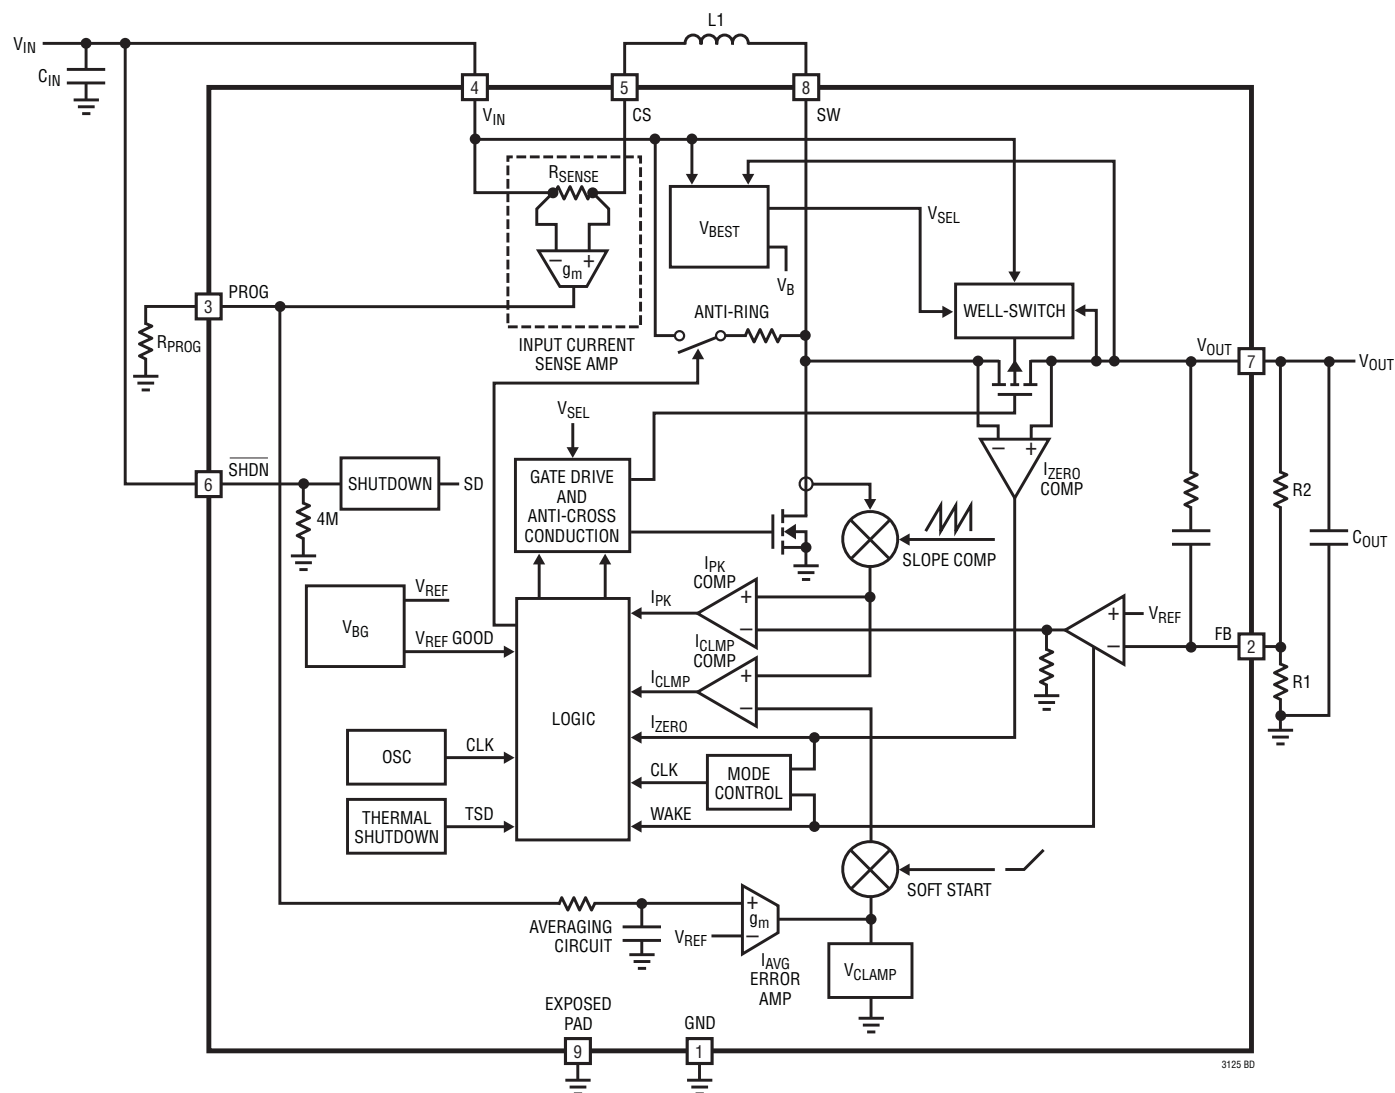 L1
VIN
CIN
4
5
8
VIN
CS
SW
RSENSE
VBEST
VSEL
VB
− +
gm
PROG
3
RPROG
ANTI-RING
WELL-SWITCH
INPUT CURRENT
SENSE AMP
VOUT
7
VOUT
VSEL
− +
IZERO
COMP
SHDN
6
SHUTDOWN
SD
4M
GATE DRIVE
AND
ANTI-CROSS
CONDUCTION
R2
COUT
SLOPE COMP
IPK
COMP
VBG
VREF
VREF GOOD
IPK
+
−
+
−
VREF
FB
2
ICLMP
COMP
ICLMP
+
−
R1
LOGIC
IZERO
OSC
CLK
CLK
MODE
CONTROL
THERMAL
SHUTDOWN
TSD
WAKE
SOFT START
AVERAGING
CIRCUIT
VREF
+
gm
−
IAVG
ERROR
AMP
VCLAMP
EXPOSED
PAD
GND
9
1
3125 BD